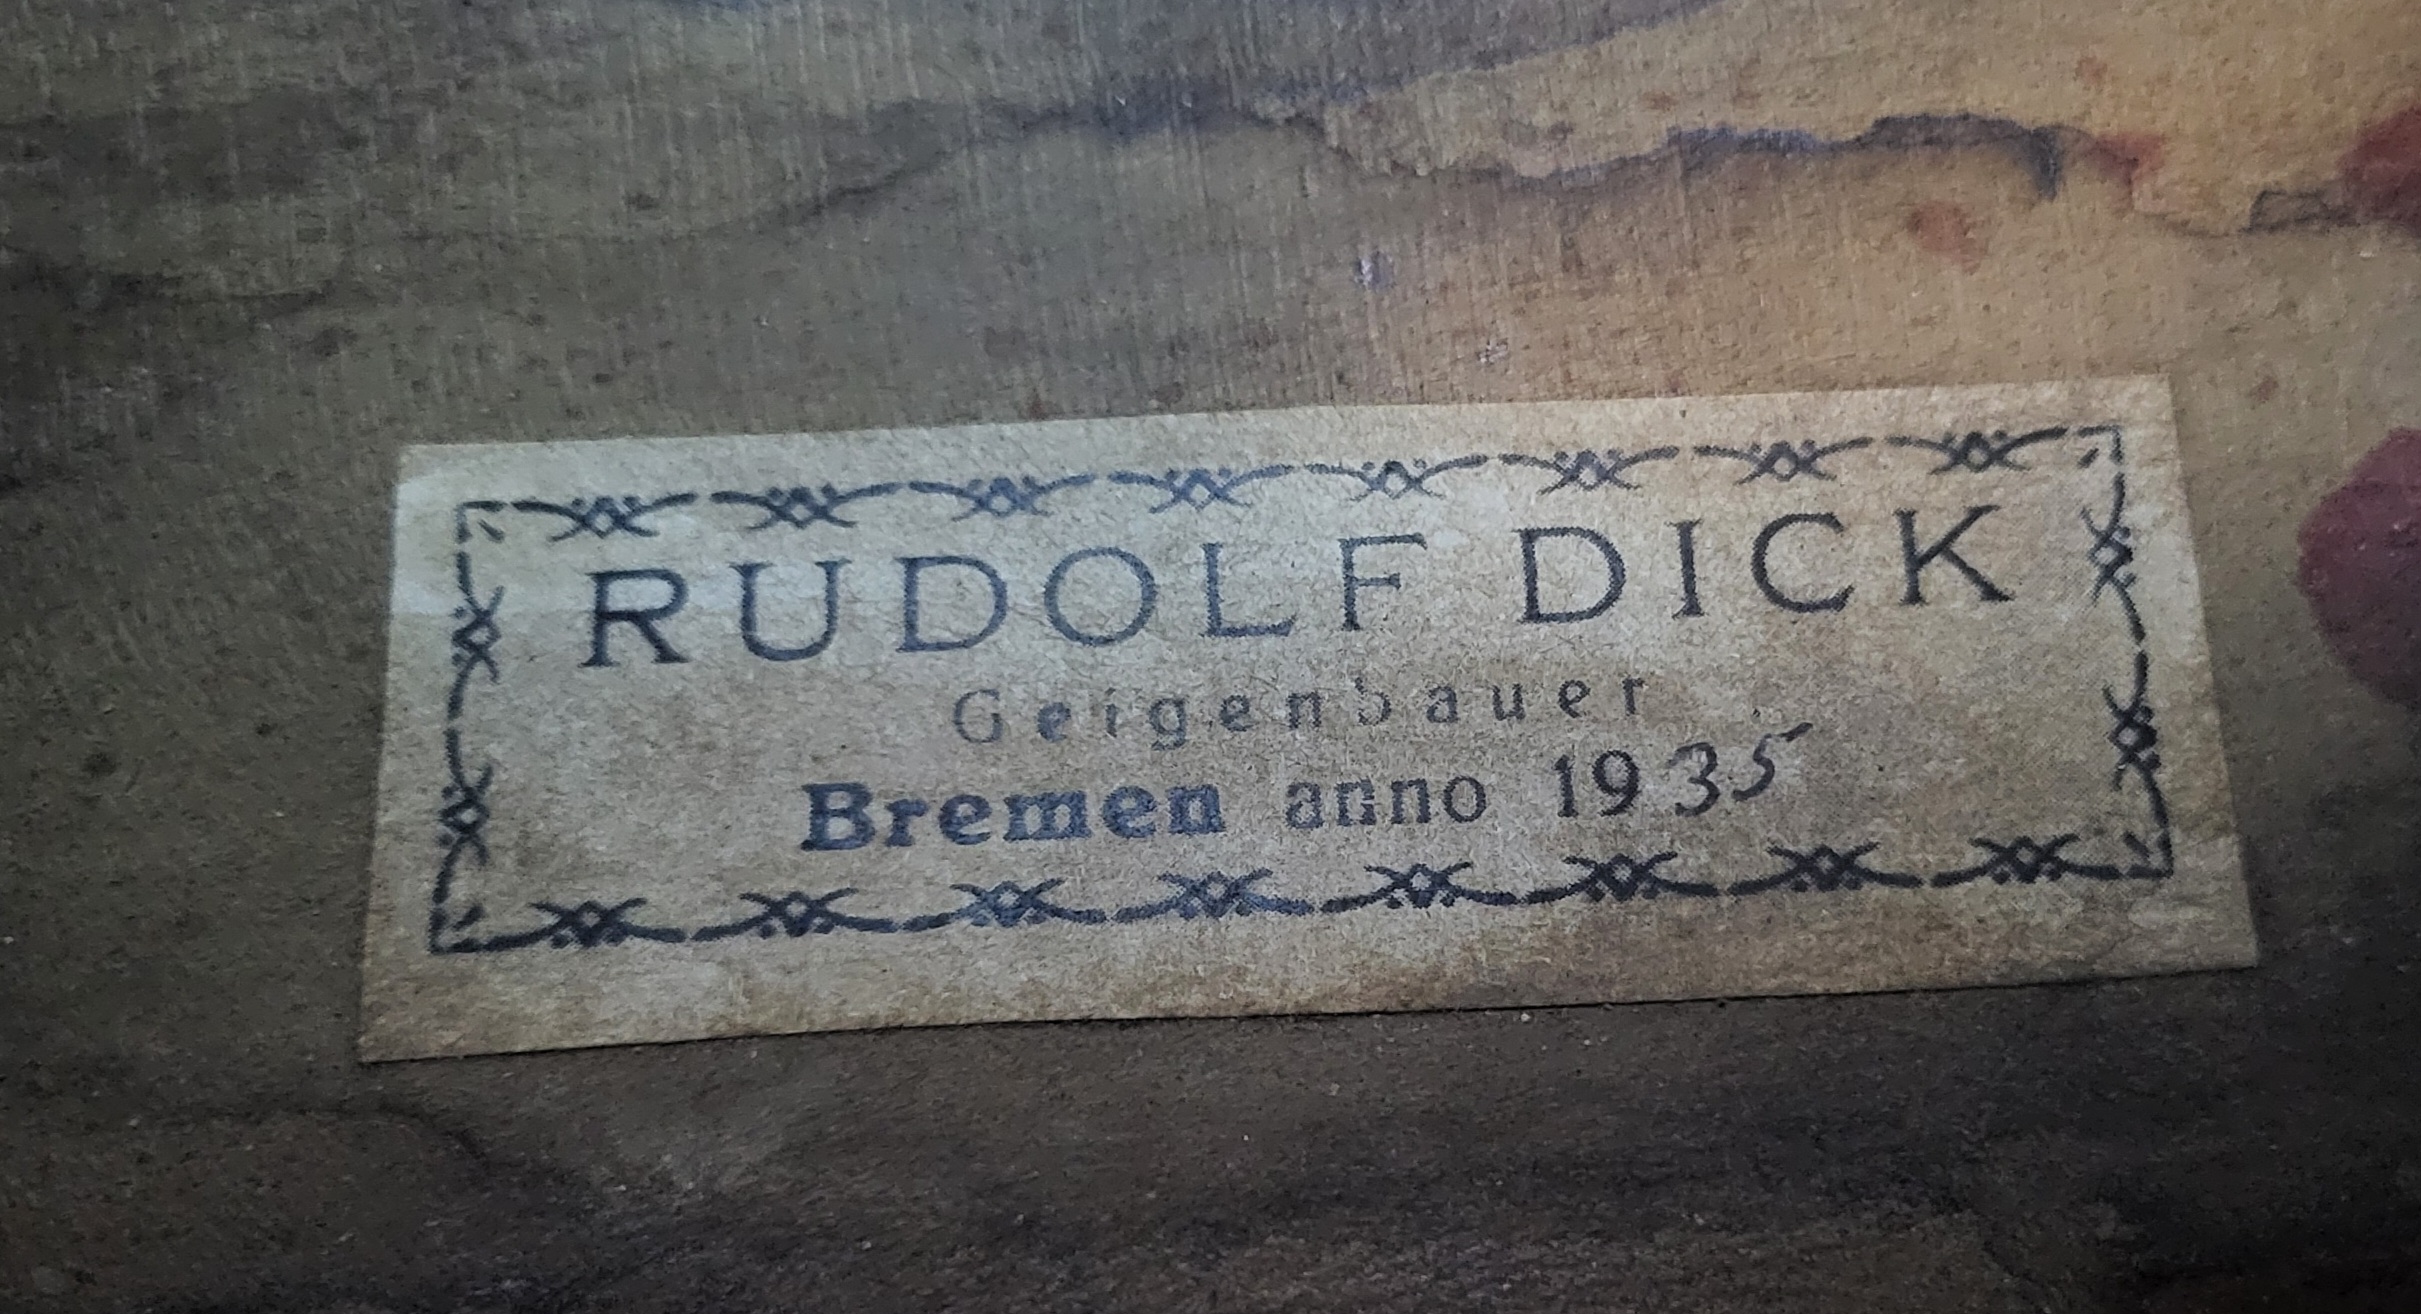 RUDOLF DICK
Geigenbauer
Bremen anno 1935